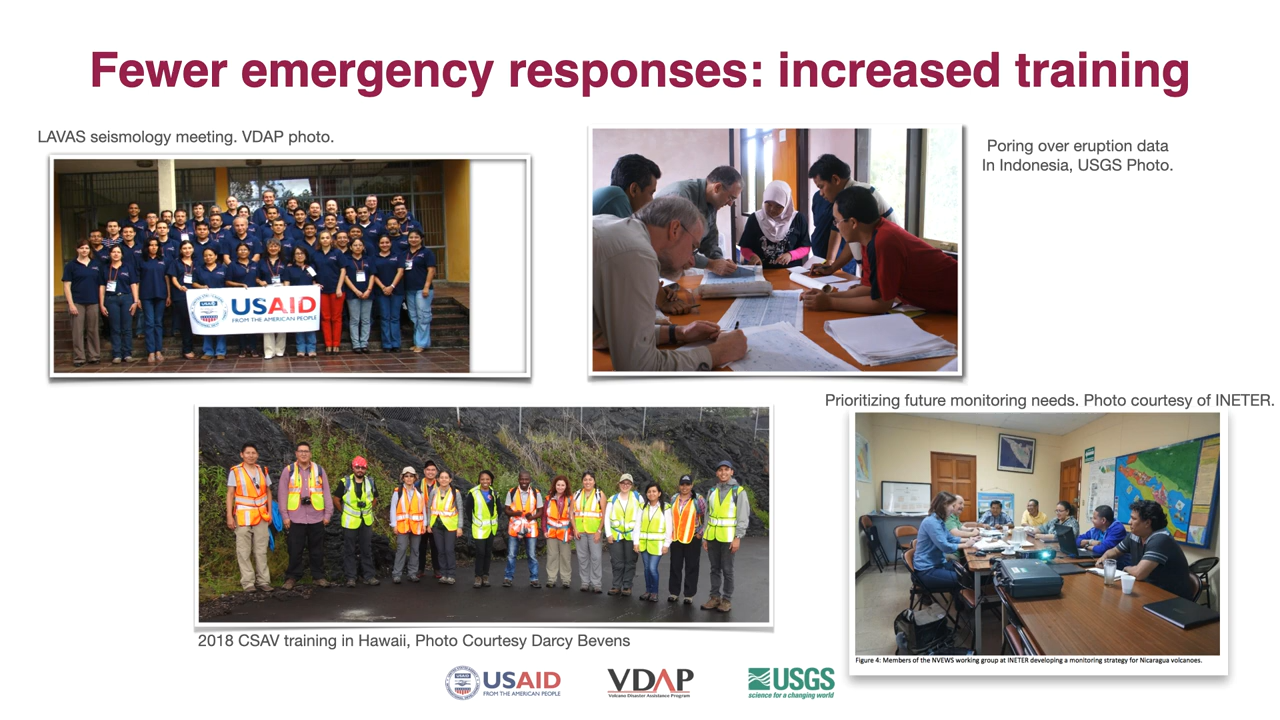 Fewer emergency responses: increased training
LAVAS seismology meeting. VDAP photo.
Poring over eruption data
In Indonesia, USGS Photo.
USAID
FROM THE AMERICAN PEOPLE
Prioritizing future monitoring needs. Photo courtesy of INETER.
2018 CSAV training in Hawaii, Photo Courtesy Darcy Bevens
Figure 4: Members of the NVEWS working group at INETER developing a monitoring strategy for Nicaragua volcanoes.
USAID
USAID
FROM THE AMERICAN PEOPLE
VDAP
Volcano Disaster Assistance Program
USGS
science for a changing world